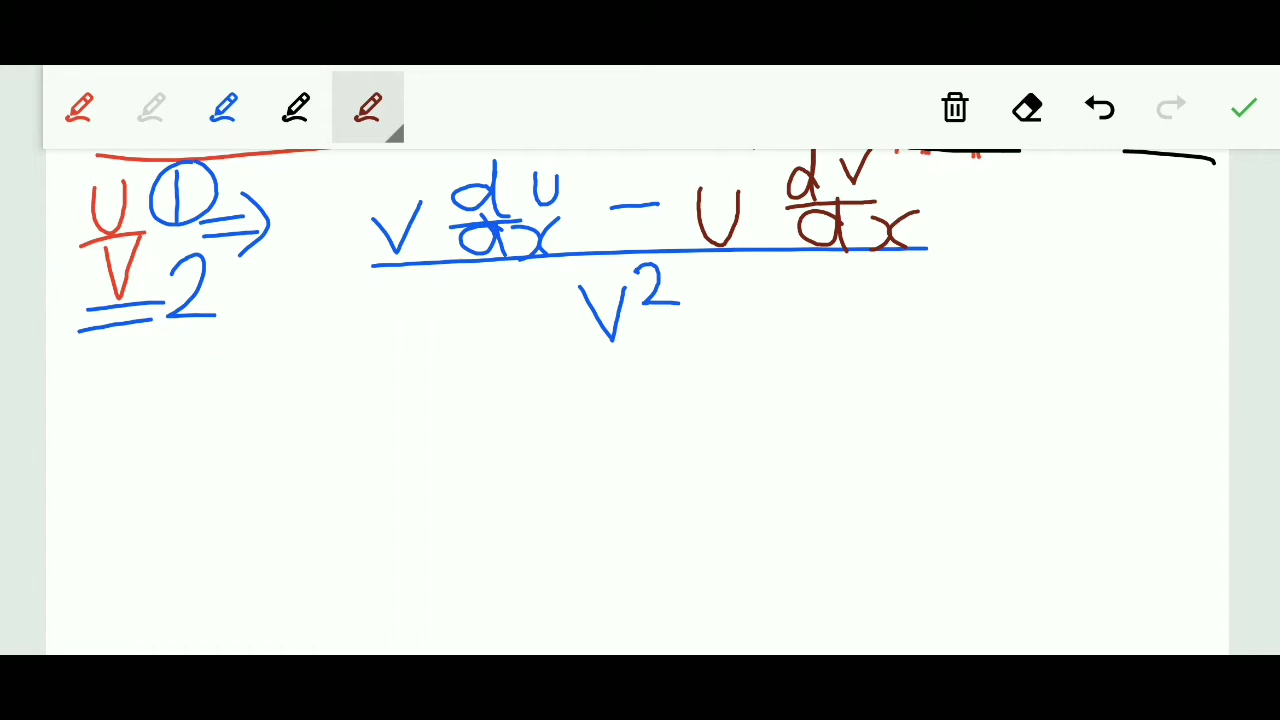 U ① ⇒ V du/dx - U dv/dx
V 2 V²